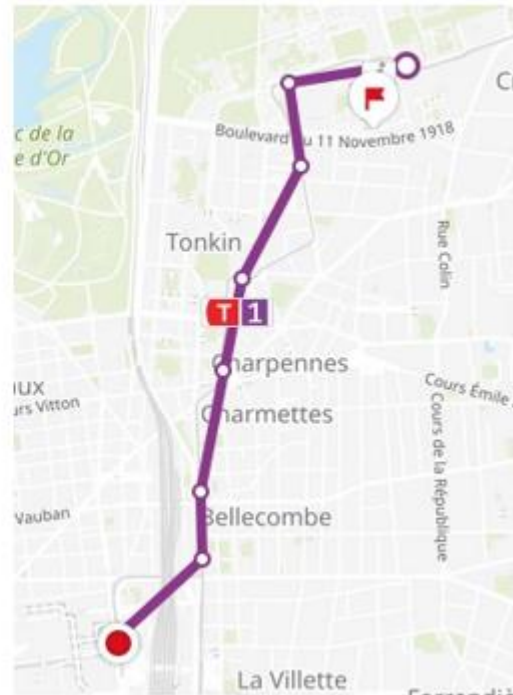 c de la
e d'Or
Boulevard du 11 Novembre 1918
Tonkin
Rue Colin
T 1
Charpennes
Cours Émile
urs Vitton
Charmettes
Cours de la République
Vauban
Bellecombe
La Villette